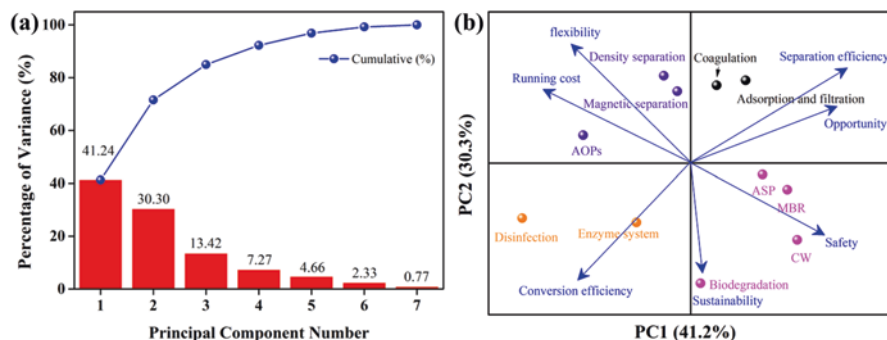 (a)
100
80
60
40
20
0
Percentage of Variance (%)
Cumulative (%)
41.24
30.30
13.42
7.27
4.66
2.33
0.77
1 2 3 4 5 6 7
Principal Component Number
(b)
flexibility
Density separation
Coagulation
Separation efficiency
Running cost
Magnetic separation
Adsorption and filtration
Opportunity
AOPs
PC2 (30.3%)
ASP
MBR
Disinfection
Enzyme system
Safety
CW
Conversion efficiency
Biodegradation
Sustainability
PC1 (41.2%)